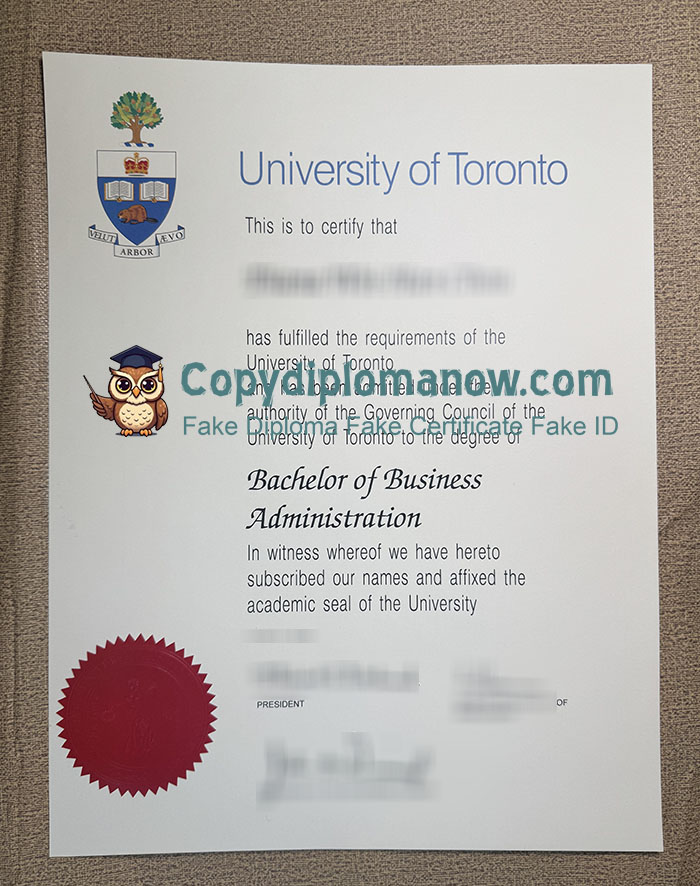 University of Toronto
VELUT
ARBOR
ÆVO
This is to certify that
has fulfilled the requirements of the
University of Toronto
Copydiplomanow.com
authority of the Governing Council of the
Fake Diploma Fake Certificate Fake ID
University of Toronto to the degree of
Bachelor of Business
Administration
In witness whereof we have hereto
subscribed our names and affixed the
academic seal of the University
PRESIDENT
OF